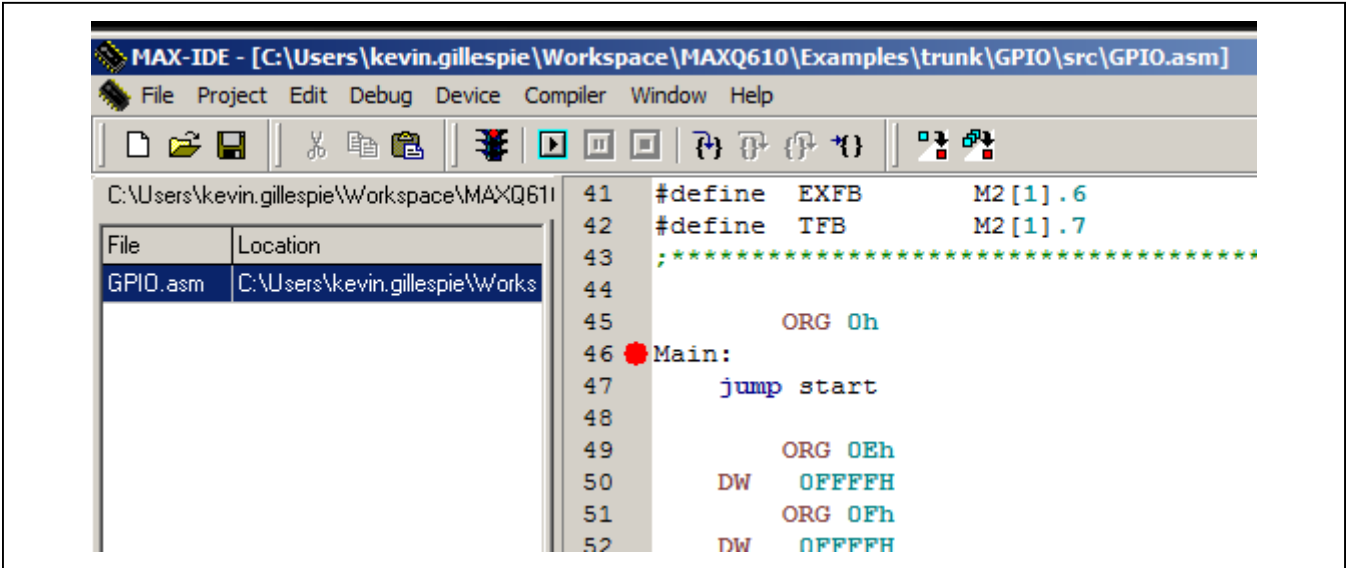 MAX-IDE - [C:\Users\kevin.gillespie\Workspace\MAXQ610\Examples\trunk\GPIO\src\GPIO.asm]
File Project Edit Debug Device Compiler Window Help
C:\Users\kevin.gillespie\Workspace\MAXQ61
File Location
GPIO.asm C:\Users\kevin.gillespie\Works
41 #define EXFB M2[1].6
42 #define TFB M2[1].7
43 ;**************************************
44
45 ORG 0h
46 Main:
47 jump start
48
49 ORG 0Eh
50 DW 0FFFFH
51 ORG 0Fh
52 DW 0FFFFH